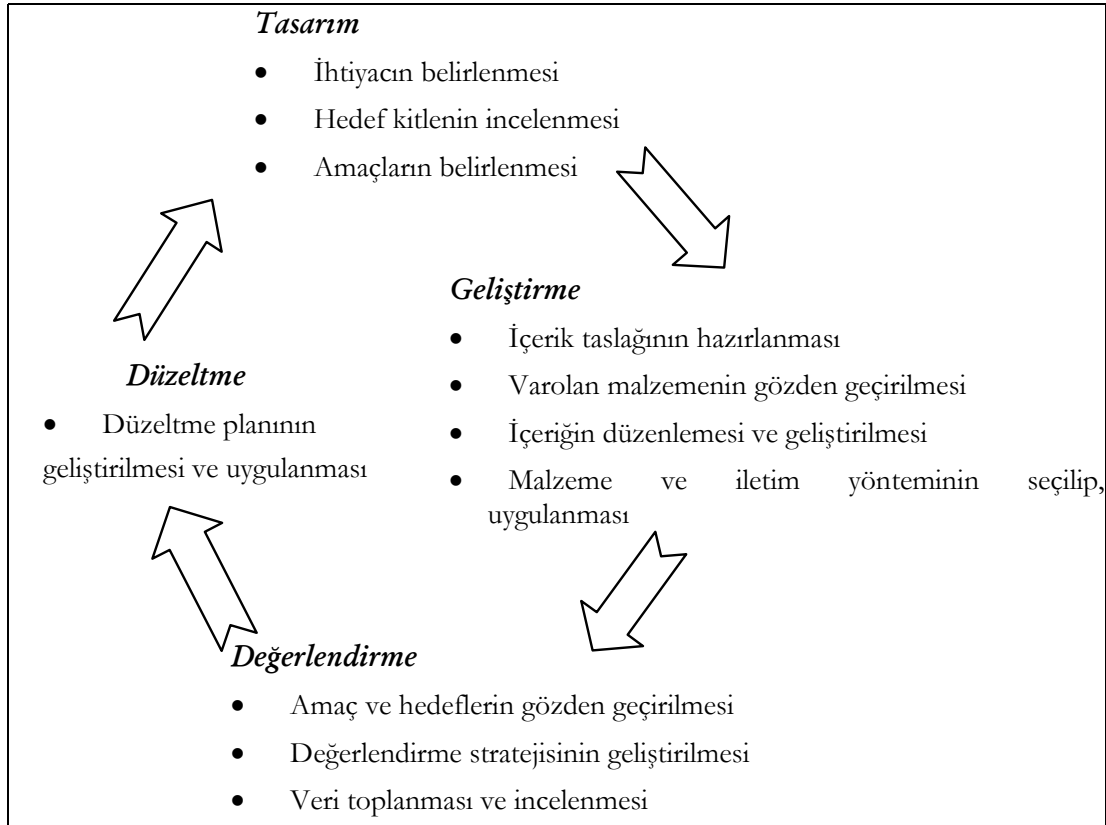 Tasarım
• İhtiyacın belirlenmesi
• Hedef kitlenin incelenmesi
• Amaçların belirlenmesi
Geliştirme
• İçerik taslağının hazırlanması
• Varolan malzemenin gözden geçirilmesi
• İçeriğin düzenlemesi ve geliştirilmesi
• Malzeme ve iletim yönteminin seçilip,
uygulanması
Düzeltme
• Düzeltme planının
geliştirilmesi ve uygulanması
Değerlendirme
• Amaç ve hedeflerin gözden geçirilmesi
• Değerlendirme stratejisinin geliştirilmesi
• Veri toplanması ve incelenmesi